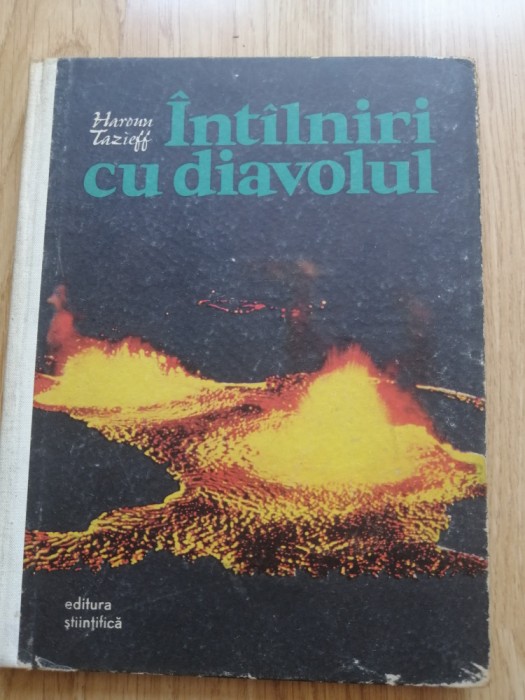 Haroun
Tazieff
Întîlniri
cu diavolul
editura
științifică